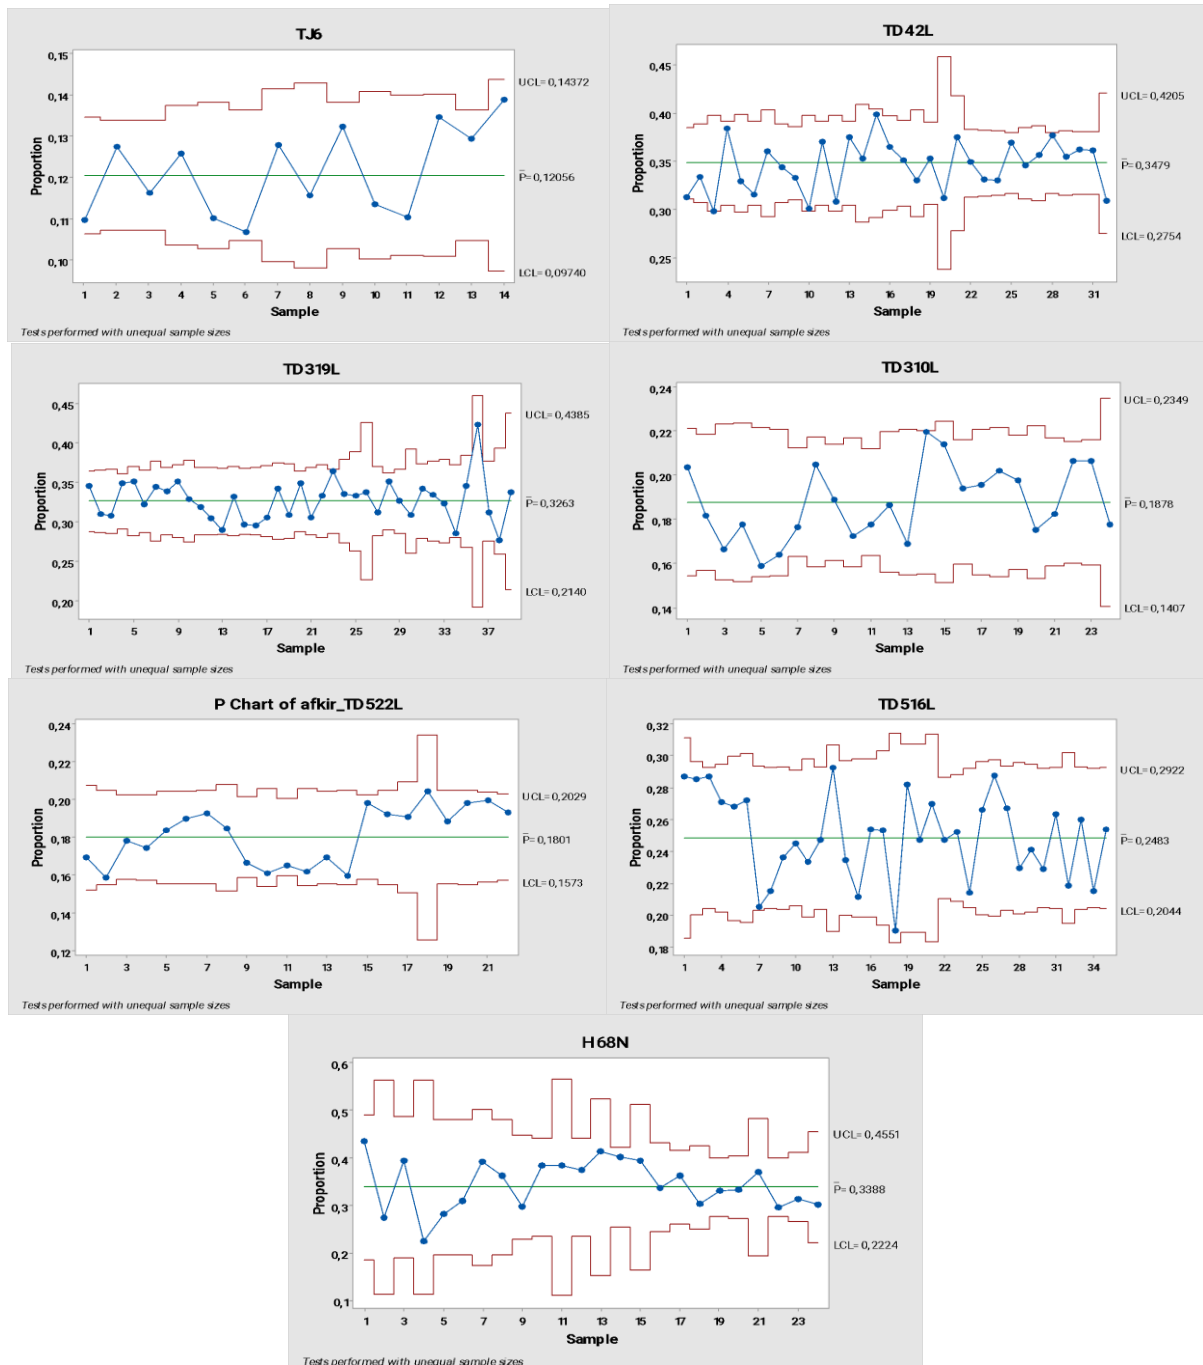 TJ6
0,15
0,14
0,13
0,12
0,11
0,10
Proportion
UCL=0,14372
P̄=0,12056
LCL=0,09740
1 2 3 4 5 6 7 8 9 10 11 12 13 14
Sample
Tests performed with unequal sample sizes
TD42L
0,45
0,40
0,35
0,30
0,25
Proportion
UCL=0,4205
P̄=0,3479
LCL=0,2754
1 4 7 10 13 16 19 22 25 28 31
Sample
Tests performed with unequal sample sizes
TD319L
0,45
0,40
0,35
0,30
0,25
0,20
Proportion
UCL=0,4385
P̄=0,3263
LCL=0,2140
1 5 9 13 17 21 25 29 33 37
Sample
Tests performed with unequal sample sizes
TD310L
0,24
0,22
0,20
0,18
0,16
0,14
Proportion
UCL=0,2349
P̄=0,1878
LCL=0,1407
1 3 5 7 9 11 13 15 17 19 21 23
Sample
Tests performed with unequal sample sizes
P Chart of afkir_TD522L
0,24
0,22
0,20
0,18
0,16
0,14
0,12
Proportion
UCL=0,2029
P̄=0,1801
LCL=0,1573
1 3 5 7 9 11 13 15 17 19 21
Sample
Tests performed with unequal sample sizes
TD516L
0,32
0,30
0,28
0,26
0,24
0,22
0,20
0,18
Proportion
UCL=0,2922
P̄=0,2483
LCL=0,2044
1 4 7 10 13 16 19 22 25 28 31 34
Sample
Tests performed with unequal sample sizes
H68N
0,6
0,5
0,4
0,3
0,2
0,1
Proportion
UCL=0,4551
P̄=0,3388
LCL=0,2224
1 3 5 7 9 11 13 15 17 19 21 23
Sample
Tests performed with unequal sample sizes